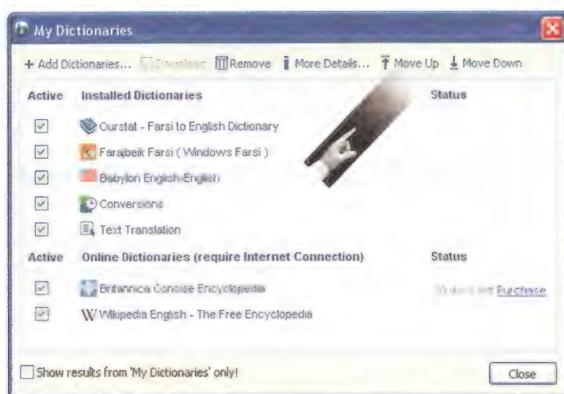 My Dictionaries
+ Add Dictionaries... Download Remove More Details... Move Up Move Down
Active Installed Dictionaries Status
Ourstat - Farsi to English Dictionary
Farajbeik Farsi ( Windows Farsi )
Babylon English-English
Conversions
Text Translation
Active Online Dictionaries (require Internet Connection) Status
Britannica Concise Encyclopedia Purchase
Wikipedia English - The Free Encyclopedia
Show results from 'My Dictionaries' only!
Close